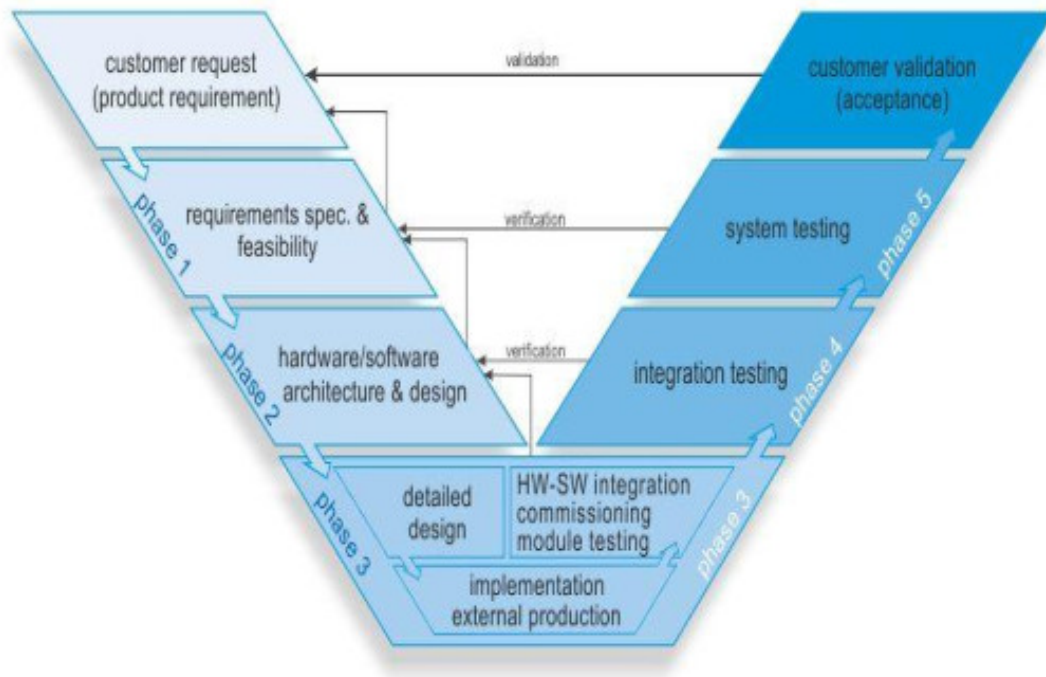 customer request
(product requirement)
validation
customer validation
(acceptance)
phase 1
requirements spec. &
feasibility
verification
system testing
phase 5
phase 2
hardware/software
architecture & design
verification
integration testing
phase 4
phase 3
detailed
design
HW-SW integration
commissioning
module testing
phase 3
implementation
external production